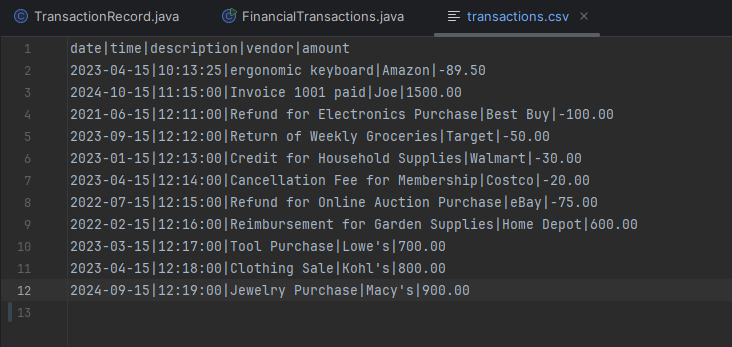 TransactionRecord.java FinancialTransactions.java transactions.csv
1 date|time|description|vendor|amount
2 2023-04-15|10:13:25|ergonomic keyboard|Amazon|-89.50
3 2024-10-15|11:15:00|Invoice 1001 paid|Joe|1500.00
4 2021-06-15|12:11:00|Refund for Electronics Purchase|Best Buy|-100.00
5 2023-09-15|12:12:00|Return of Weekly Groceries|Target|-50.00
6 2023-01-15|12:13:00|Credit for Household Supplies|Walmart|-30.00
7 2023-04-15|12:14:00|Cancellation Fee for Membership|Costco|-20.00
8 2022-07-15|12:15:00|Refund for Online Auction Purchase|eBay|-75.00
9 2022-02-15|12:16:00|Reimbursement for Garden Supplies|Home Depot|600.00
10 2023-03-15|12:17:00|Tool Purchase|Lowe's|700.00
11 2023-04-15|12:18:00|Clothing Sale|Kohl's|800.00
12 2024-09-15|12:19:00|Jewelry Purchase|Macy's|900.00
13